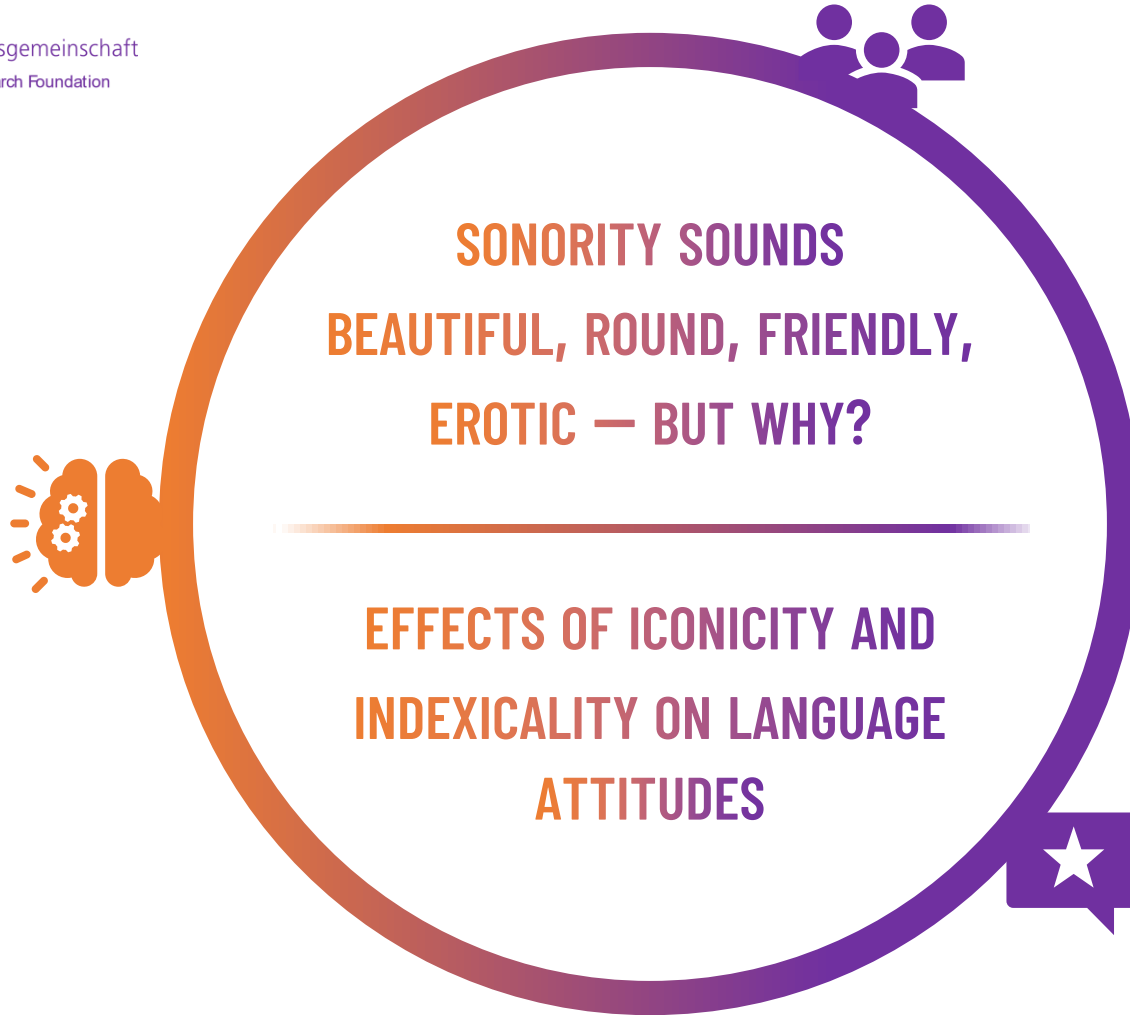 sgemeinschaft
rch Foundation
SONORITY SOUNDS
BEAUTIFUL, ROUND, FRIENDLY,
EROTIC — BUT WHY?
EFFECTS OF ICONICITY AND
INDEXICALITY ON LANGUAGE
ATTITUDES